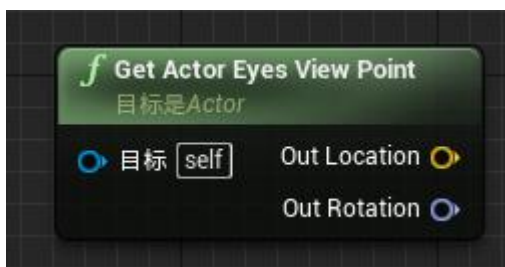 f Get Actor Eyes View Point
目标是Actor
目标 self Out Location
Out Rotation